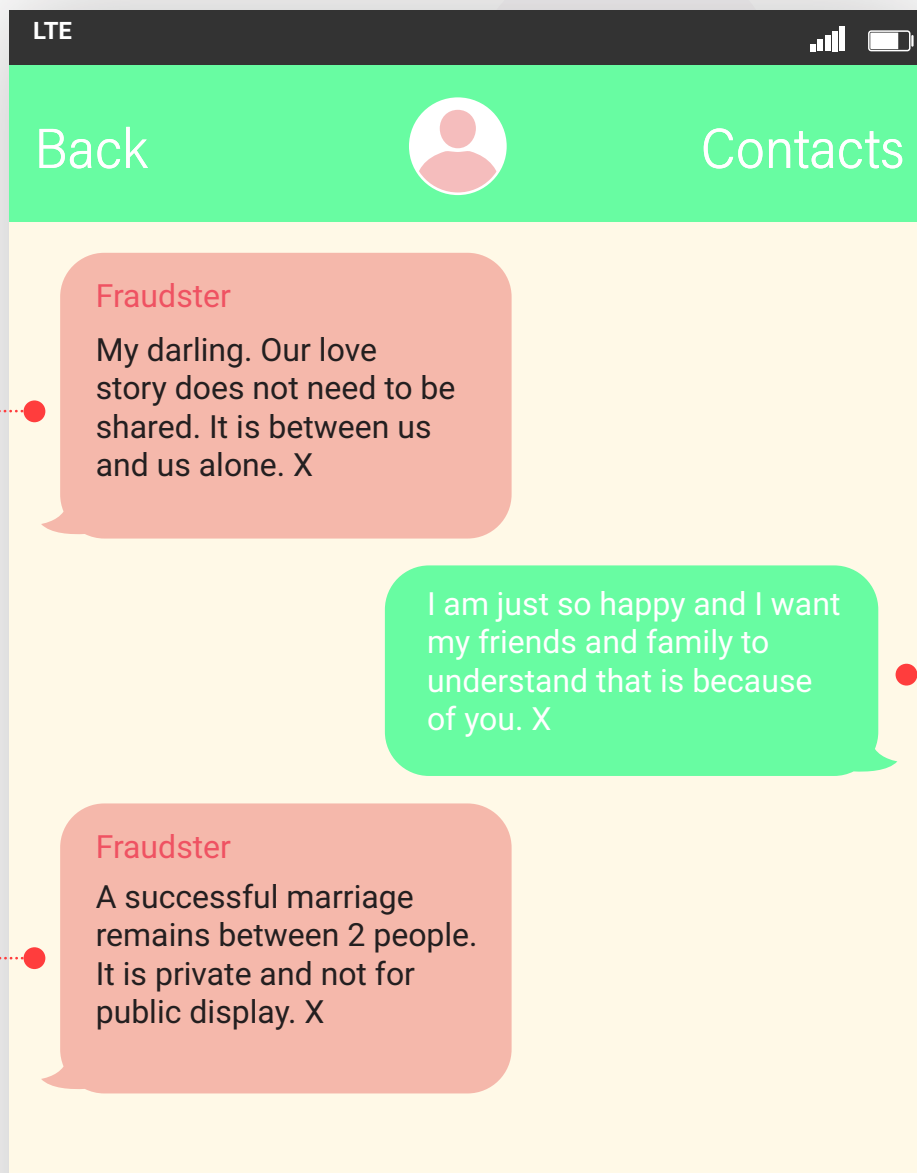 LTE
Back
Contacts
Fraudster
My darling. Our love
story does not need to be
shared. It is between us
and us alone. X
I am just so happy and I want
my friends and family to
understand that is because
of you. X
Fraudster
A successful marriage
remains between 2 people.
It is private and not for
public display. X